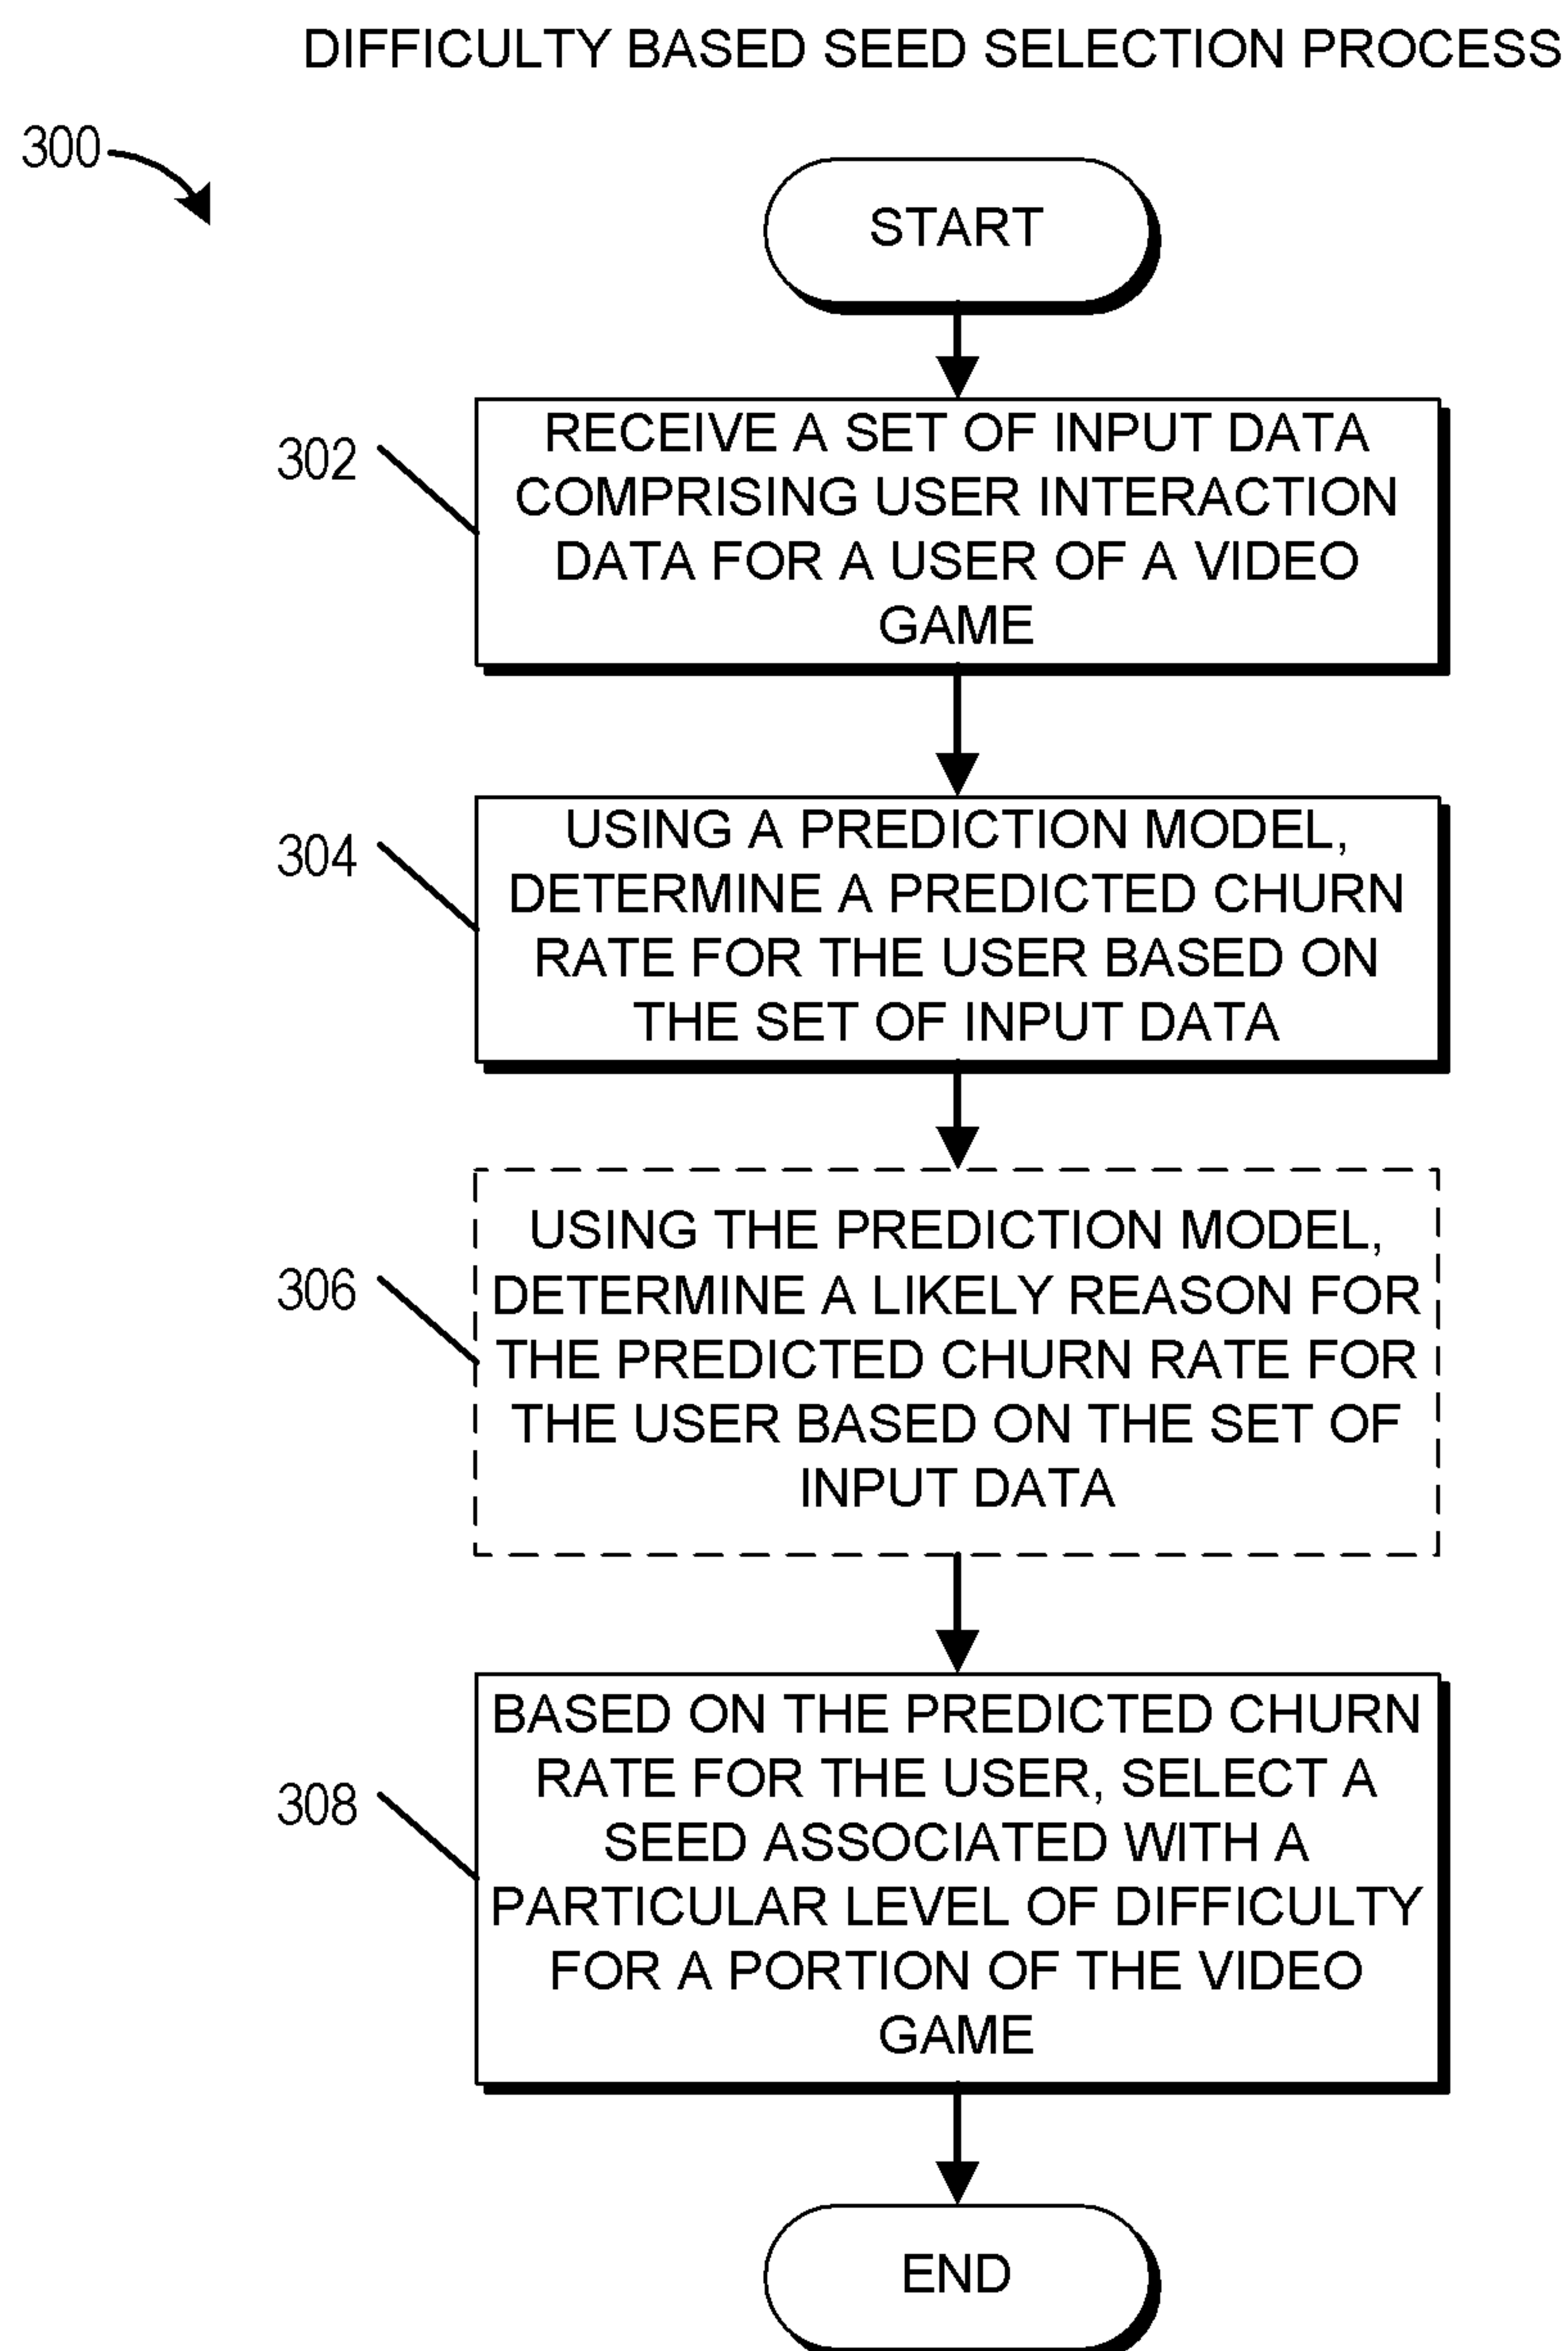 DIFFICULTY BASED SEED SELECTION PROCESS
300
START
302
RECEIVE A SET OF INPUT DATA
COMPRISING USER INTERACTION
DATA FOR A USER OF A VIDEO
GAME
304
USING A PREDICTION MODEL,
DETERMINE A PREDICTED CHURN
RATE FOR THE USER BASED ON
THE SET OF INPUT DATA
306
USING THE PREDICTION MODEL,
DETERMINE A LIKELY REASON FOR
THE PREDICTED CHURN RATE FOR
THE USER BASED ON THE SET OF
INPUT DATA
308
BASED ON THE PREDICTED CHURN
RATE FOR THE USER, SELECT A
SEED ASSOCIATED WITH A
PARTICULAR LEVEL OF DIFFICULTY
FOR A PORTION OF THE VIDEO
GAME
END